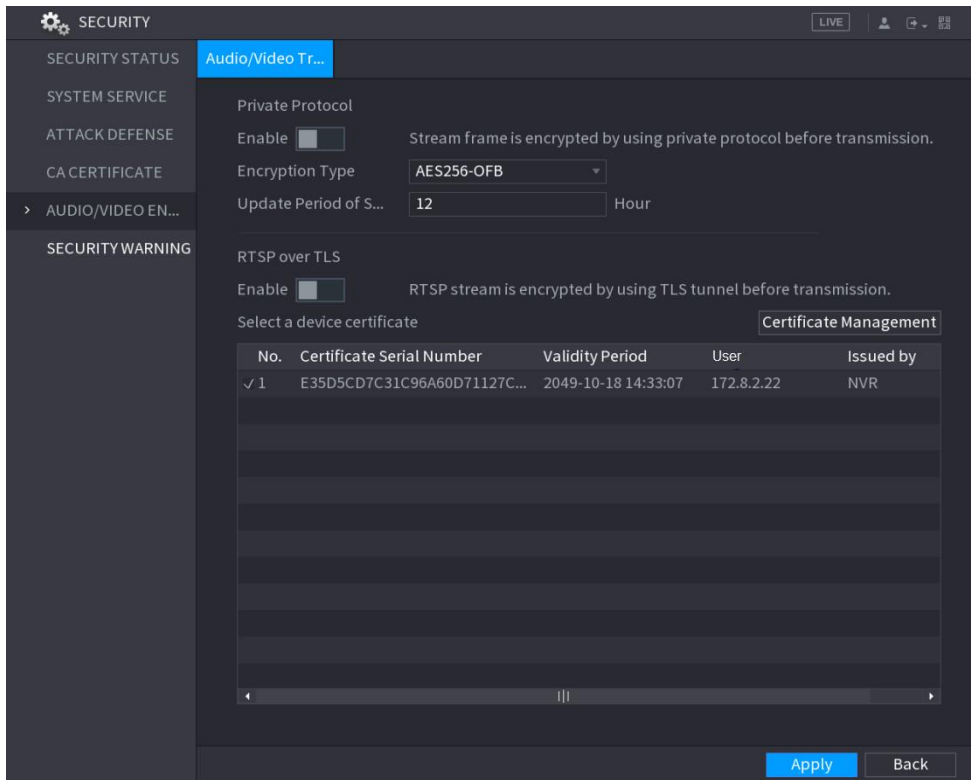 SECURITY
LIVE
SECURITY STATUS
SYSTEM SERVICE
ATTACK DEFENSE
CA CERTIFICATE
> AUDIO/VIDEO EN...
SECURITY WARNING
Audio/Video Tr...
Private Protocol
Enable Stream frame is encrypted by using private protocol before transmission.
Encryption Type AES256-OFB
Update Period of S... 12 Hour
RTSP over TLS
Enable RTSP stream is encrypted by using TLS tunnel before transmission.
Select a device certificate Certificate Management
No. Certificate Serial Number Validity Period User Issued by
1 E35D5CD7C31C96A60D71127C... 2049-10-18 14:33:07 172.8.2.22 NVR
Apply Back